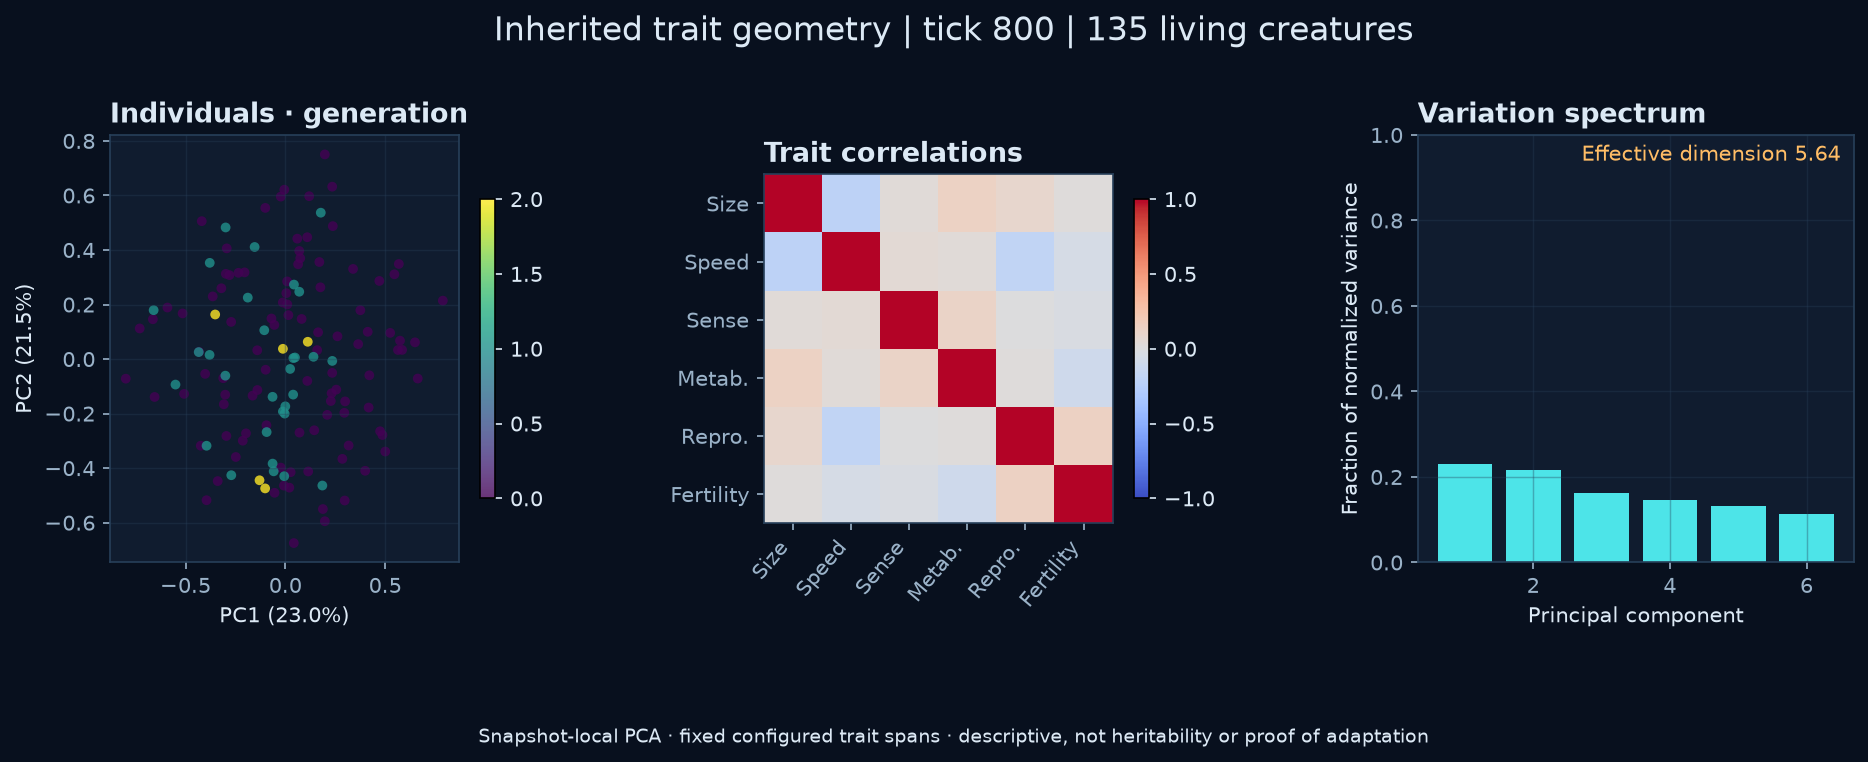 Inherited trait geometry | tick 800 | 135 living creatures
Individuals · generation
0.8
0.6
0.4
0.2
0.0
−0.2
−0.4
−0.6
PC2 (21.5%)
−0.5
0.0
0.5
PC1 (23.0%)
2.0
1.5
1.0
0.5
0.0
Trait correlations
Size
Speed
Sense
Metab.
Repro.
Fertility
Size
Speed
Sense
Metab.
Repro.
Fertility
1.0
0.5
0.0
−0.5
−1.0
Variation spectrum
Effective dimension 5.64
1.0
0.8
0.6
0.4
0.2
0.0
Fraction of normalized variance
2
4
6
Principal component
Snapshot-local PCA · fixed configured trait spans · descriptive, not heritability or proof of adaptation